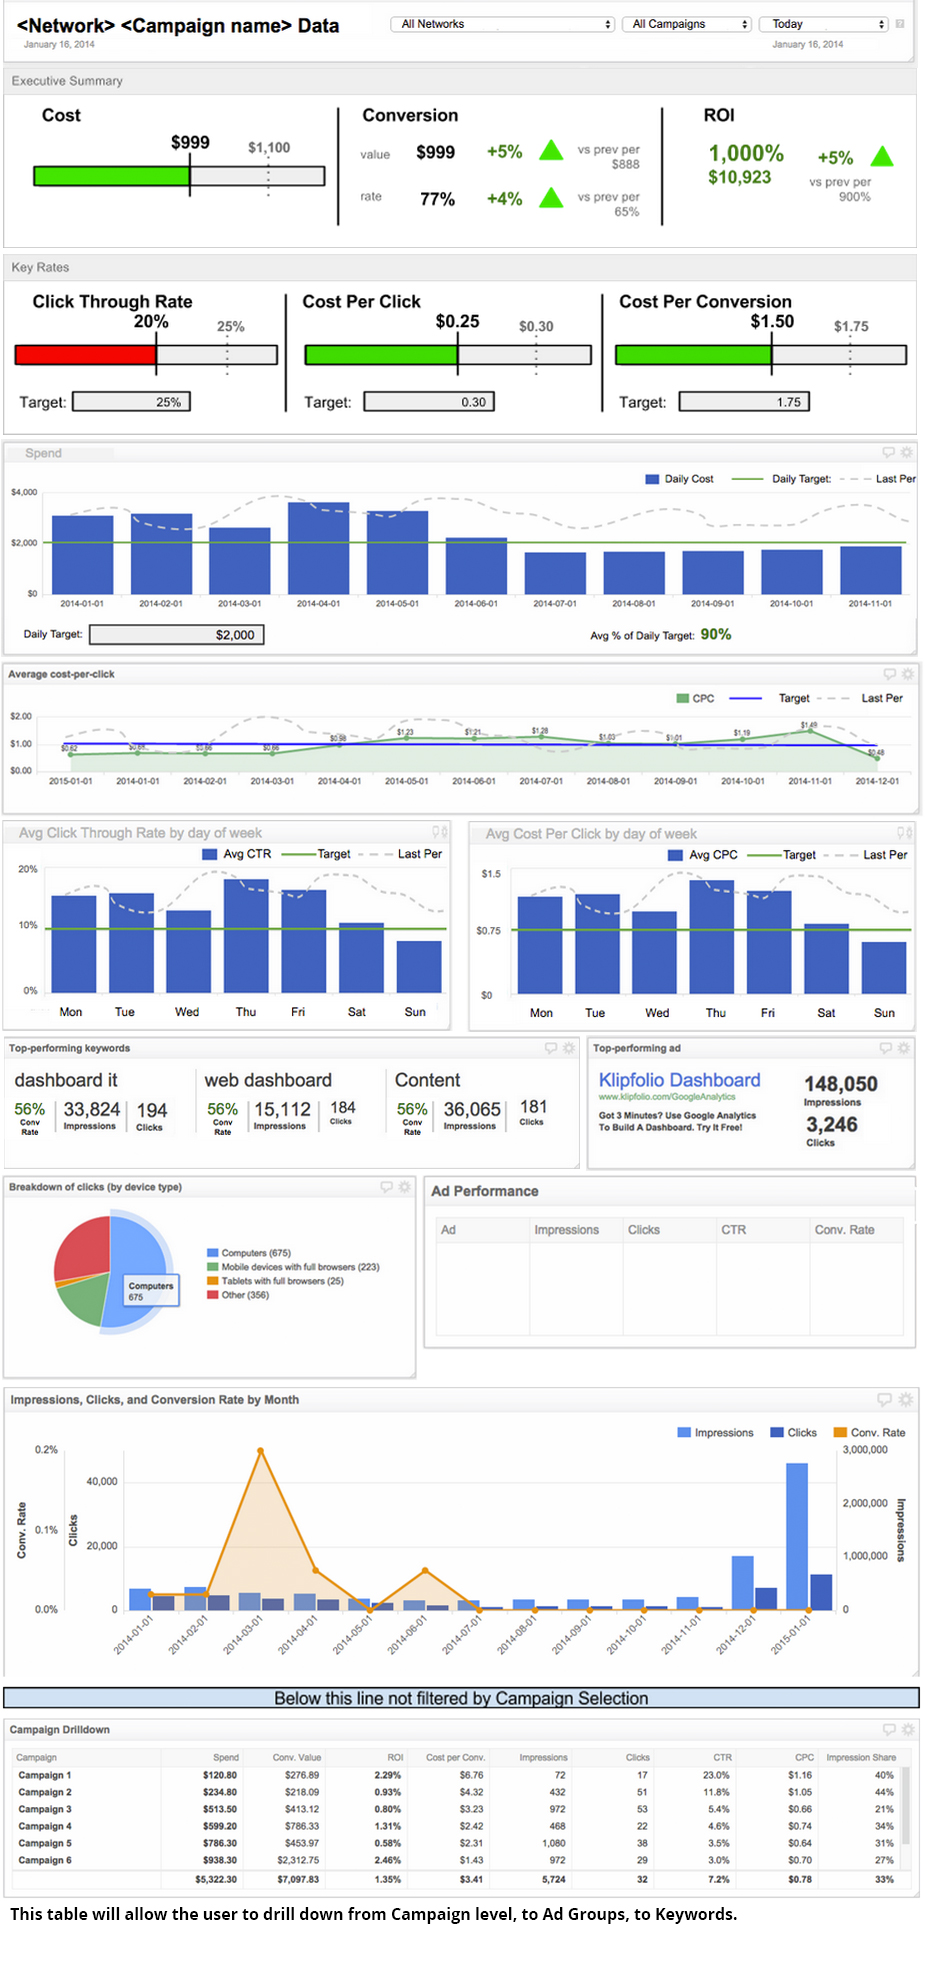 <Network> <Campaign name> Data
All Networks
All Campaigns
Today
January 16, 2014
January 16, 2014
Executive Summary
Cost
$999
$1,100
Conversion
value $999 +5% vs prev per
$888
rate 77% +4% vs prev per
65%
ROI
1,000%
$10,923
+5%
vs prev per
900%
Key Rates
Click Through Rate
20%
25%
Target: 25%
Cost Per Click
$0.25
$0.30
Target: 0.30
Cost Per Conversion
$1.50
$1.75
Target: 1.75
Spend
Daily Cost Daily Target: Last Per
$4,000
$2,000
$0
2014-01-01 2014-02-01 2014-03-01 2014-04-01 2014-05-01 2014-06-01 2014-07-01 2014-08-01 2014-09-01 2014-10-01 2014-11-01
Daily Target: $2,000
Avg % of Daily Target: 90%
Average cost-per-click
CPC Target Last Per
$2.00
$1.00
$0.00
$0.62 $0.66 $0.66 $0.98 $1.23 $1.21 $1.28 $1.03 $1.01 $1.19 $1.49 $0.48
2015-01-01 2014-01-01 2014-02-01 2014-03-01 2014-04-01 2014-05-01 2014-06-01 2014-07-01 2014-08-01 2014-09-01 2014-10-01 2014-11-01 2014-12-01
Avg Click Through Rate by day of week
Avg CTR Target Last Per
20%
10%
0%
Mon Tue Wed Thu Fri Sat Sun
Avg Cost Per Click by day of week
Avg CPC Target Last Per
$1.5
$0.75
$0
Mon Tue Wed Thu Fri Sat Sun
Top-performing keywords
dashboard it
56%
Conv
Rate
33,824
Impressions
194
Clicks
web dashboard
56%
Conv
Rate
15,112
Impressions
184
Clicks
Content
56%
Conv
Rate
36,065
Impressions
181
Clicks
Top-performing ad
Klipfolio Dashboard
www.klipfolio.com/GoogleAnalytics
Got 3 Minutes? Use Google Analytics
To Build A Dashboard. Try It Free!
148,050
Impressions
3,246
Clicks
Breakdown of clicks (by device type)
Computers
675
Computers (675)
Mobile devices with full browsers (223)
Tablets with full browsers (25)
Other (356)
Ad Performance
Ad Impressions Clicks CTR Conv. Rate
Impressions, Clicks, and Conversion Rate by Month
Impressions Clicks Conv. Rate
0.2%
0.1%
0.0%
Conv. Rate
40,000
20,000
0
Clicks
3,000,000
2,000,000
1,000,000
0
Impressions
2014-01-01 2014-02-01 2014-03-01 2014-04-01 2014-05-01 2014-06-01 2014-07-01 2014-08-01 2014-09-01 2014-10-01 2014-11-01 2014-12-01 2015-01-01
Below this line not filtered by Campaign Selection
Campaign Drilldown
Campaign Spend Conv. Value ROI Cost per Conv. Impressions Clicks CTR CPC Impression Share
Campaign 1 $120.80 $276.89 2.29% $6.76 72 17 23.0% $1.16 40%
Campaign 2 $234.80 $218.09 0.93% $4.32 432 51 11.8% $1.05 44%
Campaign 3 $513.50 $413.12 0.80% $3.23 972 53 5.4% $0.66 21%
Campaign 4 $599.20 $786.33 1.31% $2.42 468 22 4.6% $0.74 34%
Campaign 5 $786.30 $453.97 0.58% $2.31 1,080 38 3.5% $0.64 31%
Campaign 6 $938.30 $2,312.75 2.46% $1.43 972 29 3.0% $0.70 27%
$5,322.30 $7,097.83 1.35% $3.41 5,724 32 7.2% $0.78 33%
This table will allow the user to drill down from Campaign level, to Ad Groups, to Keywords.